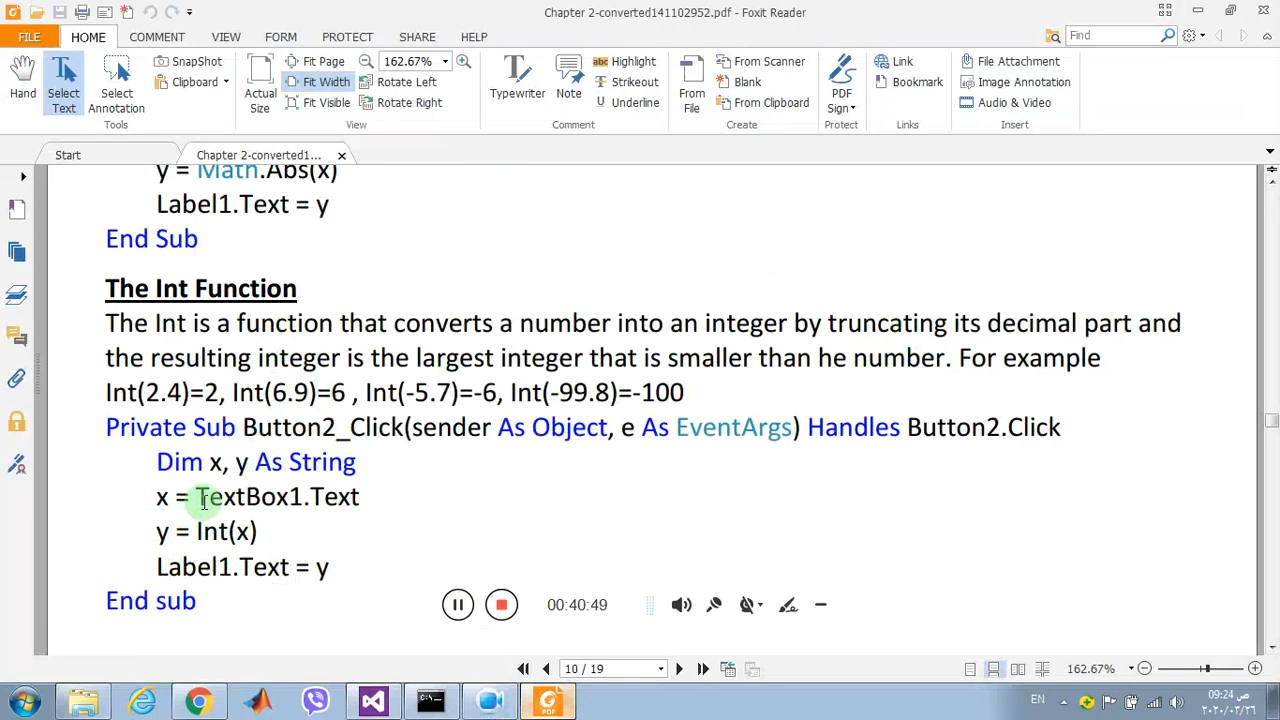 Chapter 2-converted141102952.pdf - Foxit Reader
FILE HOME COMMENT VIEW FORM PROTECT SHARE HELP Find
Hand
Select Text
Select Annotation
SnapShot
Clipboard
Tools
Actual Size
Fit Page
Fit Width
Fit Visible
162.67%
Rotate Left
Rotate Right
View
Typewriter
Note
Highlight
Strikeout
Underline
Comment
From File
From Scanner
Blank
From Clipboard
Create
PDF Sign
Protect
Link
Bookmark
Links
File Attachment
Image Annotation
Audio & Video
Insert
Start Chapter 2-converted1...
y = Math.Abs(x)
Label1.Text = y
End Sub
The Int Function
The Int is a function that converts a number into an integer by truncating its decimal part and
the resulting integer is the largest integer that is smaller than he number. For example
Int(2.4)=2, Int(6.9)=6 , Int(-5.7)=-6, Int(-99.8)=-100
Private Sub Button2_Click(sender As Object, e As EventArgs) Handles Button2.Click
Dim x, y As String
x = TextBox1.Text
y = Int(x)
Label1.Text = y
End sub
00:40:49
10 / 19 162.67%
PDF
EN
09:24 ص
٢٠٢٠/٠٣/٢٦